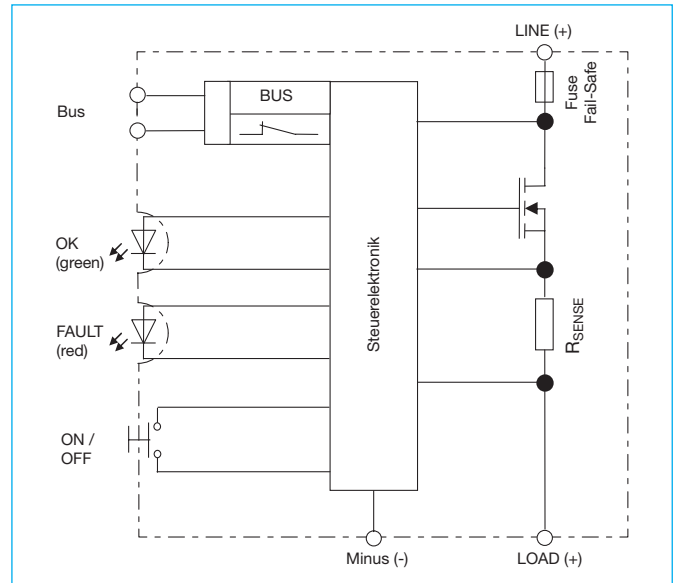 LINE (+)
Fuse
Fail-Safe
Bus
BUS
OK
(green)
Steuerelektronik
FAULT
(red)
RSENSE
ON /
OFF
Minus (-)
LOAD (+)